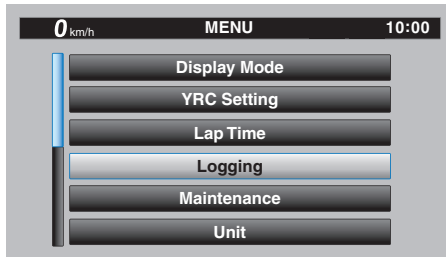 0 km/h MENU 10:00
Display Mode
YRC Setting
Lap Time
Logging
Maintenance
Unit